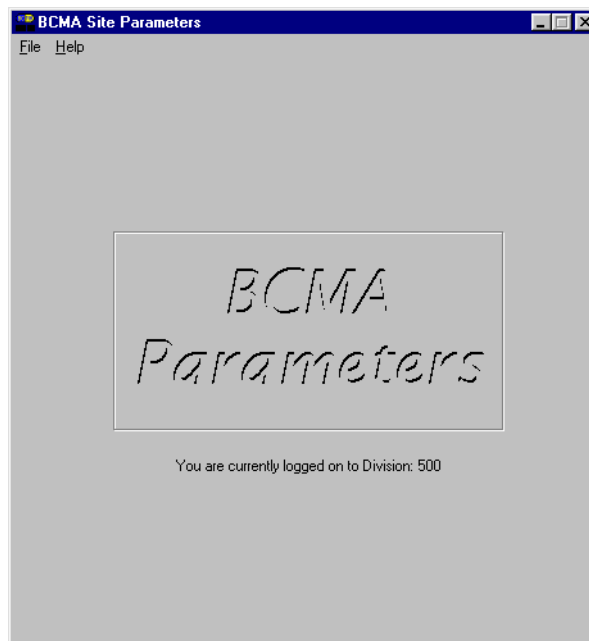 BCMA Site Parameters
File Help
BCMA
Parameters
You are currently logged on to Division: 500